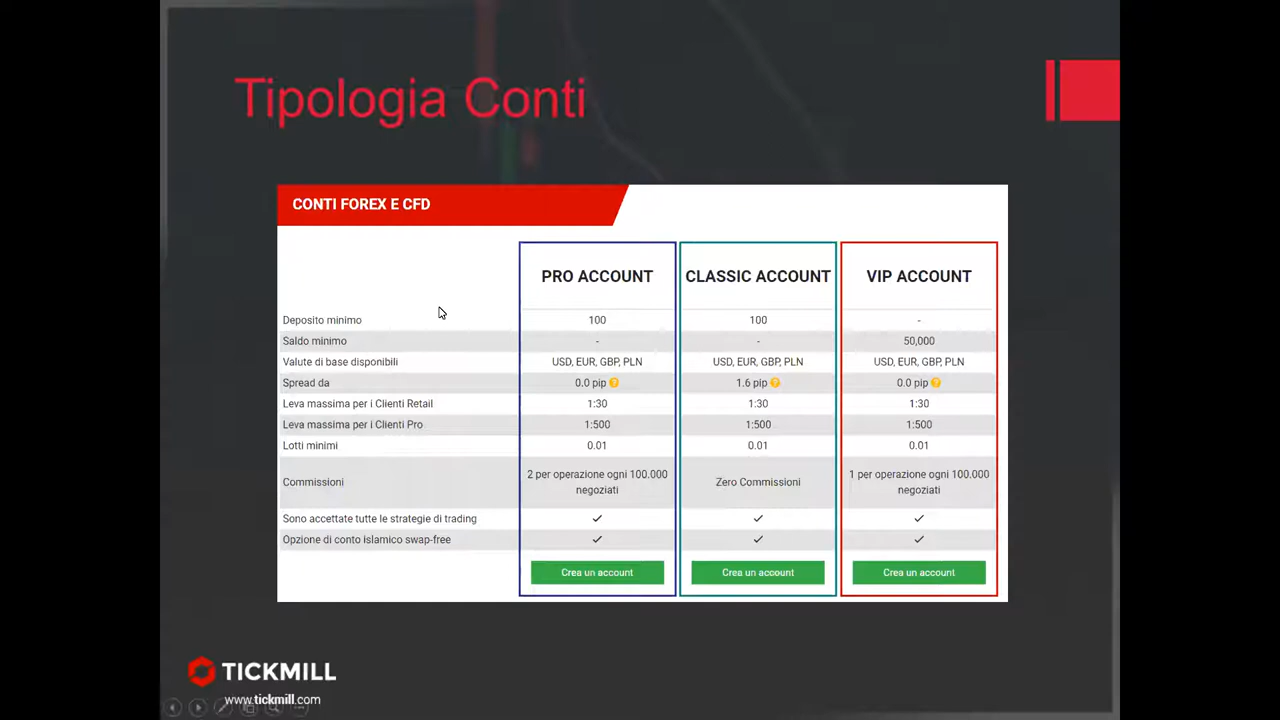 Tipologia Conti
CONTI FOREX E CFD
PRO ACCOUNT CLASSIC ACCOUNT VIP ACCOUNT
Deposito minimo 100 100 -
Saldo minimo - - 50,000
Valute di base disponibili USD, EUR, GBP, PLN USD, EUR, GBP, PLN USD, EUR, GBP, PLN
Spread da 0.0 pip ? 1.6 pip ? 0.0 pip ?
Leva massima per i Clienti Retail 1:30 1:30 1:30
Leva massima per i Clienti Pro 1:500 1:500 1:500
Lotti minimi 0.01 0.01 0.01
Commissioni 2 per operazione ogni 100.000 negoziati Zero Commissioni 1 per operazione ogni 100.000 negoziati
Sono accettate tutte le strategie di trading ✓ ✓ ✓
Opzione di conto islamico swap-free ✓ ✓ ✓
Crea un account Crea un account Crea un account
TICKMILL
www.tickmill.com